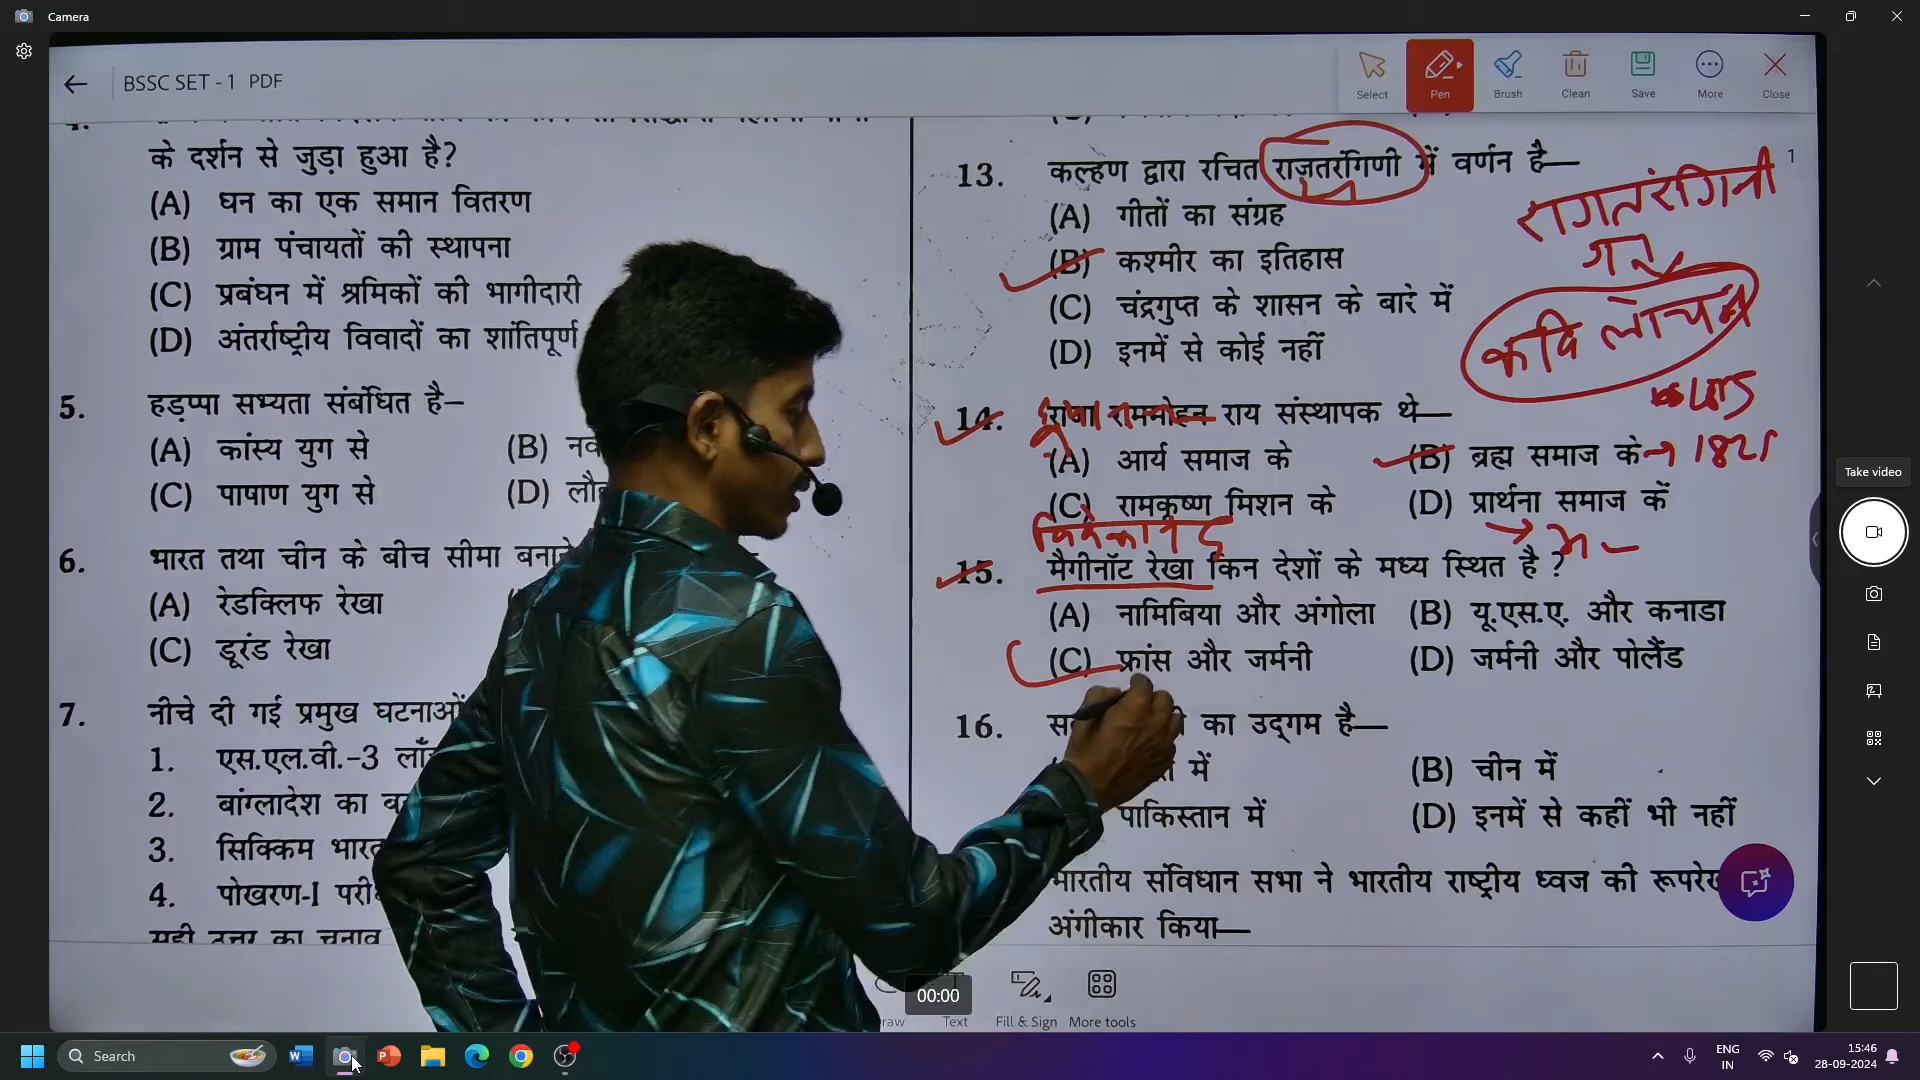 Camera
BSSC SET - 1 PDF
Select
Pen
Brush
Clean
Save
More
Close
के दर्शन से जुड़ा हुआ है?
(A) धन का एक समान वितरण
(B) ग्राम पंचायतों की स्थापना
(C) प्रबंघन में श्रमिकों की भागीदारी
(D) अंतर्राष्ट्रीय विवादों का शांतिपूर्ण
5. हड़प्पा सभ्यता संबंधित है–
(A) कांस्य युग से (B)
(C) पाषाण युग से (D)
6. भारत तथा चीन के बीच सीमा
(A) रेडक्लिफ रेखा
(C) डूरंड रेखा
7. नीचे दी गई प्रमुख घटनाओं
1. एस.एल.वी.-3
2. बांग्लादेश का
3. सिक्किम
4. पोखरण-I
1
13. कल्हण द्वारा रचित राजतरंगिणी में वर्णन है—
(A) गीतों का संग्रह
(B) कश्मीर का इतिहास
(C) चंद्रगुप्त के शासन के बारे में
(D) इनमें से कोई नहीं
रागतरंगिनी
कवि लोचन
14. राजा राममोहन राय संस्थापक थे—
(A) आर्य समाज के (B) ब्रह्म समाज के
(C) रामकृष्ण मिशन के (D) प्रार्थना समाज कें
विवेकानंद
15. मैगीनॉट रेखा किन देशों के मध्य स्थित है ?
(A) नामिबिया और अंगोला (B) यू.एस.ए. और कनाडा
(C) फ्रांस और जर्मनी (D) जर्मनी और पोलैंड
16. का उद्गम है—
में (B) चीन में
पाकिस्तान में (D) इनमें से कहीं भी नहीं
भारतीय संविधान सभा ने भारतीय राष्ट्रीय ध्वज की
अंगीकार किया—
Take video
00:00
Text
Fill & Sign
More tools
Search
ENG
IN
15:46
28-09-2024